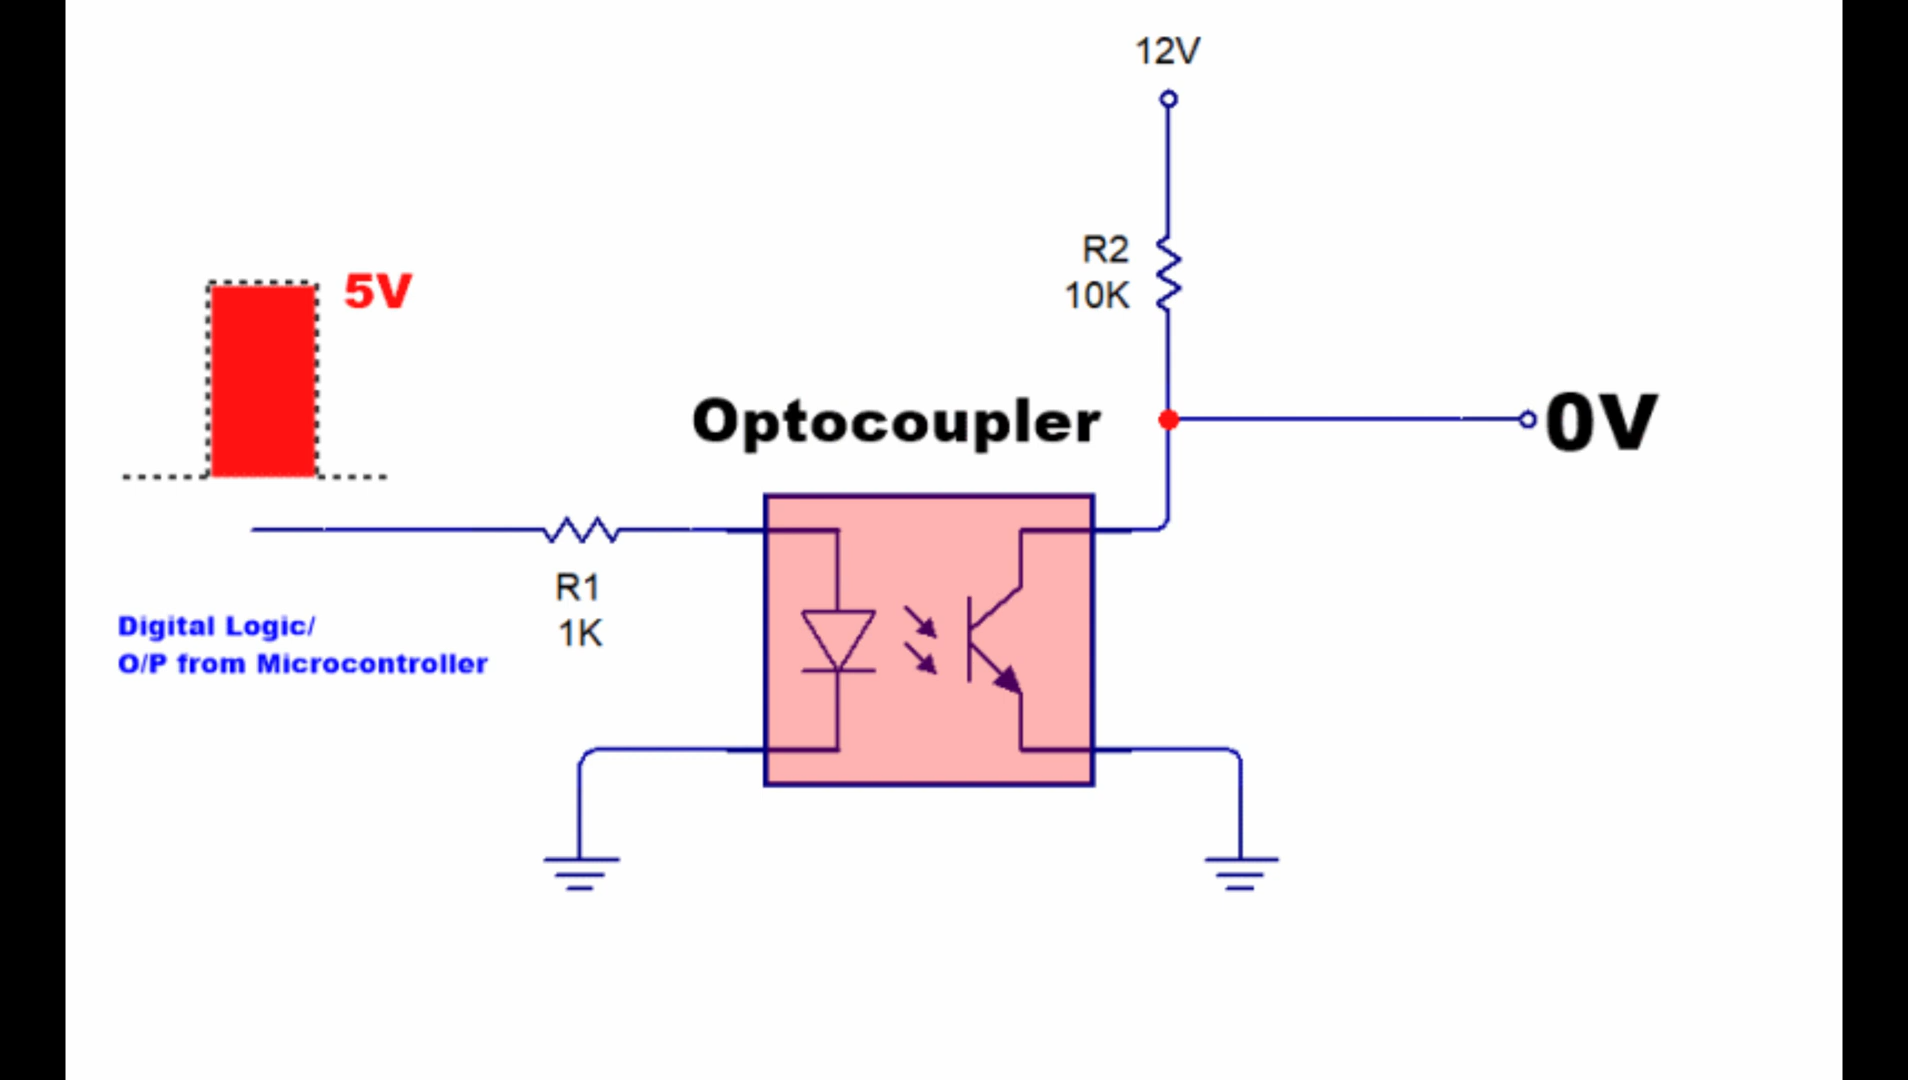 12V
R2
10K
5V
Optocoupler
0V
R1
1K
Digital Logic/
O/P from Microcontroller